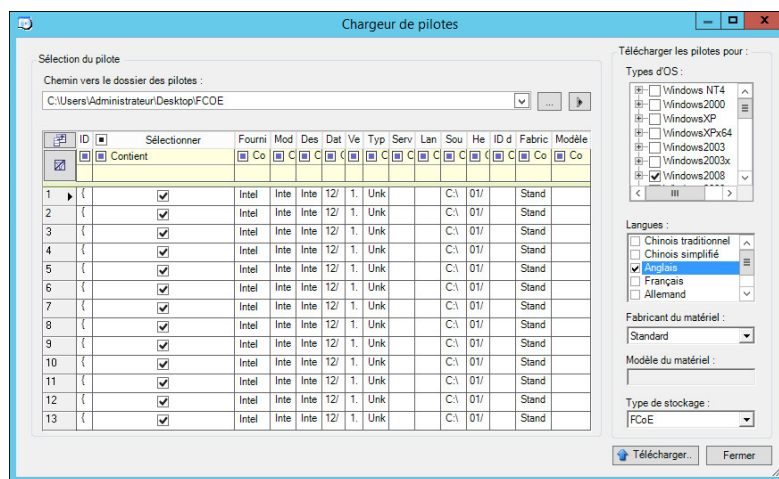 Chargeur de pilotes
Sélection du pilote
Chemin vers le dossier des pilotes :
C:\Users\Administrateur\Desktop\FCOE
...
ID Sélectionner Fourni Mod Des Dat Ve Typ Serv Lan Sou He ID d Fabric Modèle
Contient Co C C ( C C C C C ( C Co Co
1 { Intel Inte Inte 12/ 1. Unk C:\ 01/ Stand
2 { Intel Inte Inte 12/ 1. Unk C:\ 01/ Stand
3 { Intel Inte Inte 12/ 1. Unk C:\ 01/ Stand
4 { Intel Inte Inte 12/ 1. Unk C:\ 01/ Stand
5 { Intel Inte Inte 12/ 1. Unk C:\ 01/ Stand
6 { Intel Inte Inte 12/ 1. Unk C:\ 01/ Stand
7 { Intel Inte Inte 12/ 1. Unk C:\ 01/ Stand
8 { Intel Inte Inte 12/ 1. Unk C:\ 01/ Stand
9 { Intel Inte Inte 12/ 1. Unk C:\ 01/ Stand
10 { Intel Inte Inte 12/ 1. Unk C:\ 01/ Stand
11 { Intel Inte Inte 12/ 1. Unk C:\ 01/ Stand
12 { Intel Inte Inte 12/ 1. Unk C:\ 01/ Stand
13 { Intel Inte Inte 12/ 1. Unk C:\ 01/ Stand
Télécharger les pilotes pour :
Types d'OS :
Windows NT4
Windows2000
WindowsXP
WindowsXPx64
Windows2003
Windows2003x
Windows2008
Langues :
Chinois traditionnel
Chinois simplifié
Anglais
Français
Allemand
Fabricant du matériel :
Standard
Modèle du matériel :
Type de stockage :
FCoE
Télécharger..
Fermer